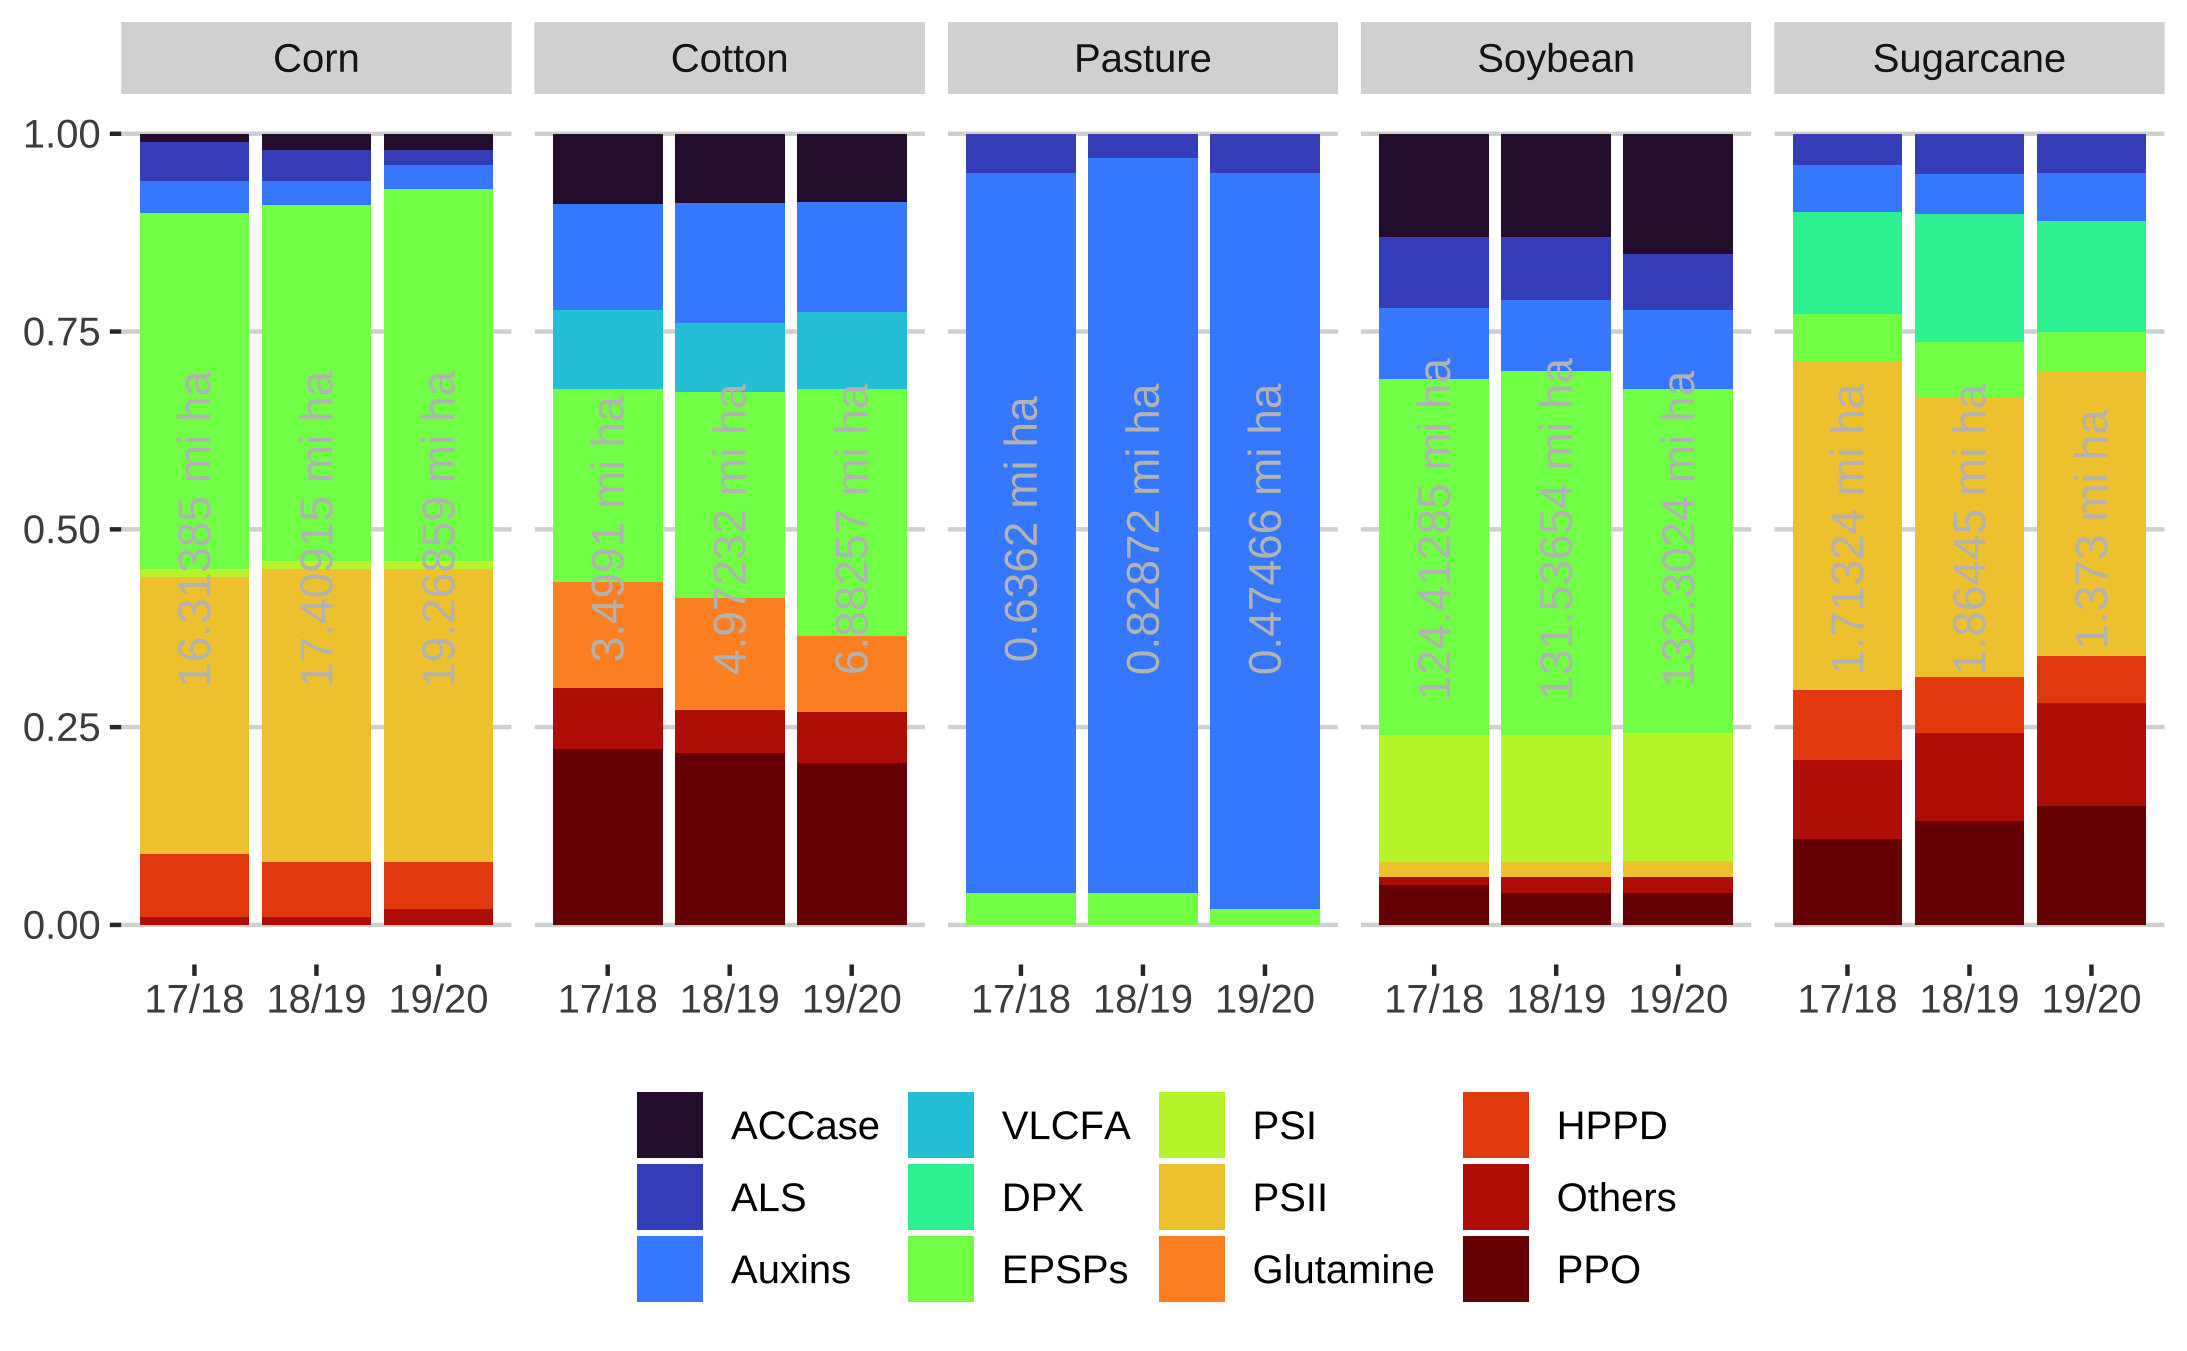 Corn Cotton Pasture Soybean Sugarcane
1.00
0.75
0.50
0.25
0.00
16.31385 mi ha
17.40915 mi ha
19.26859 mi ha
3.4991 mi ha
4.97232 mi ha
6.88257 mi ha
0.6362 mi ha
0.82872 mi ha
0.47466 mi ha
124.41285 mi ha
131.53654 mi ha
132.3024 mi ha
1.71324 mi ha
1.86445 mi ha
1.373 mi ha
17/18 18/19 19/20 17/18 18/19 19/20 17/18 18/19 19/20 17/18 18/19 19/20 17/18 18/19 19/20
ACCase VLCFA PSI HPPD
ALS DPX PSII Others
Auxins EPSPs Glutamine PPO